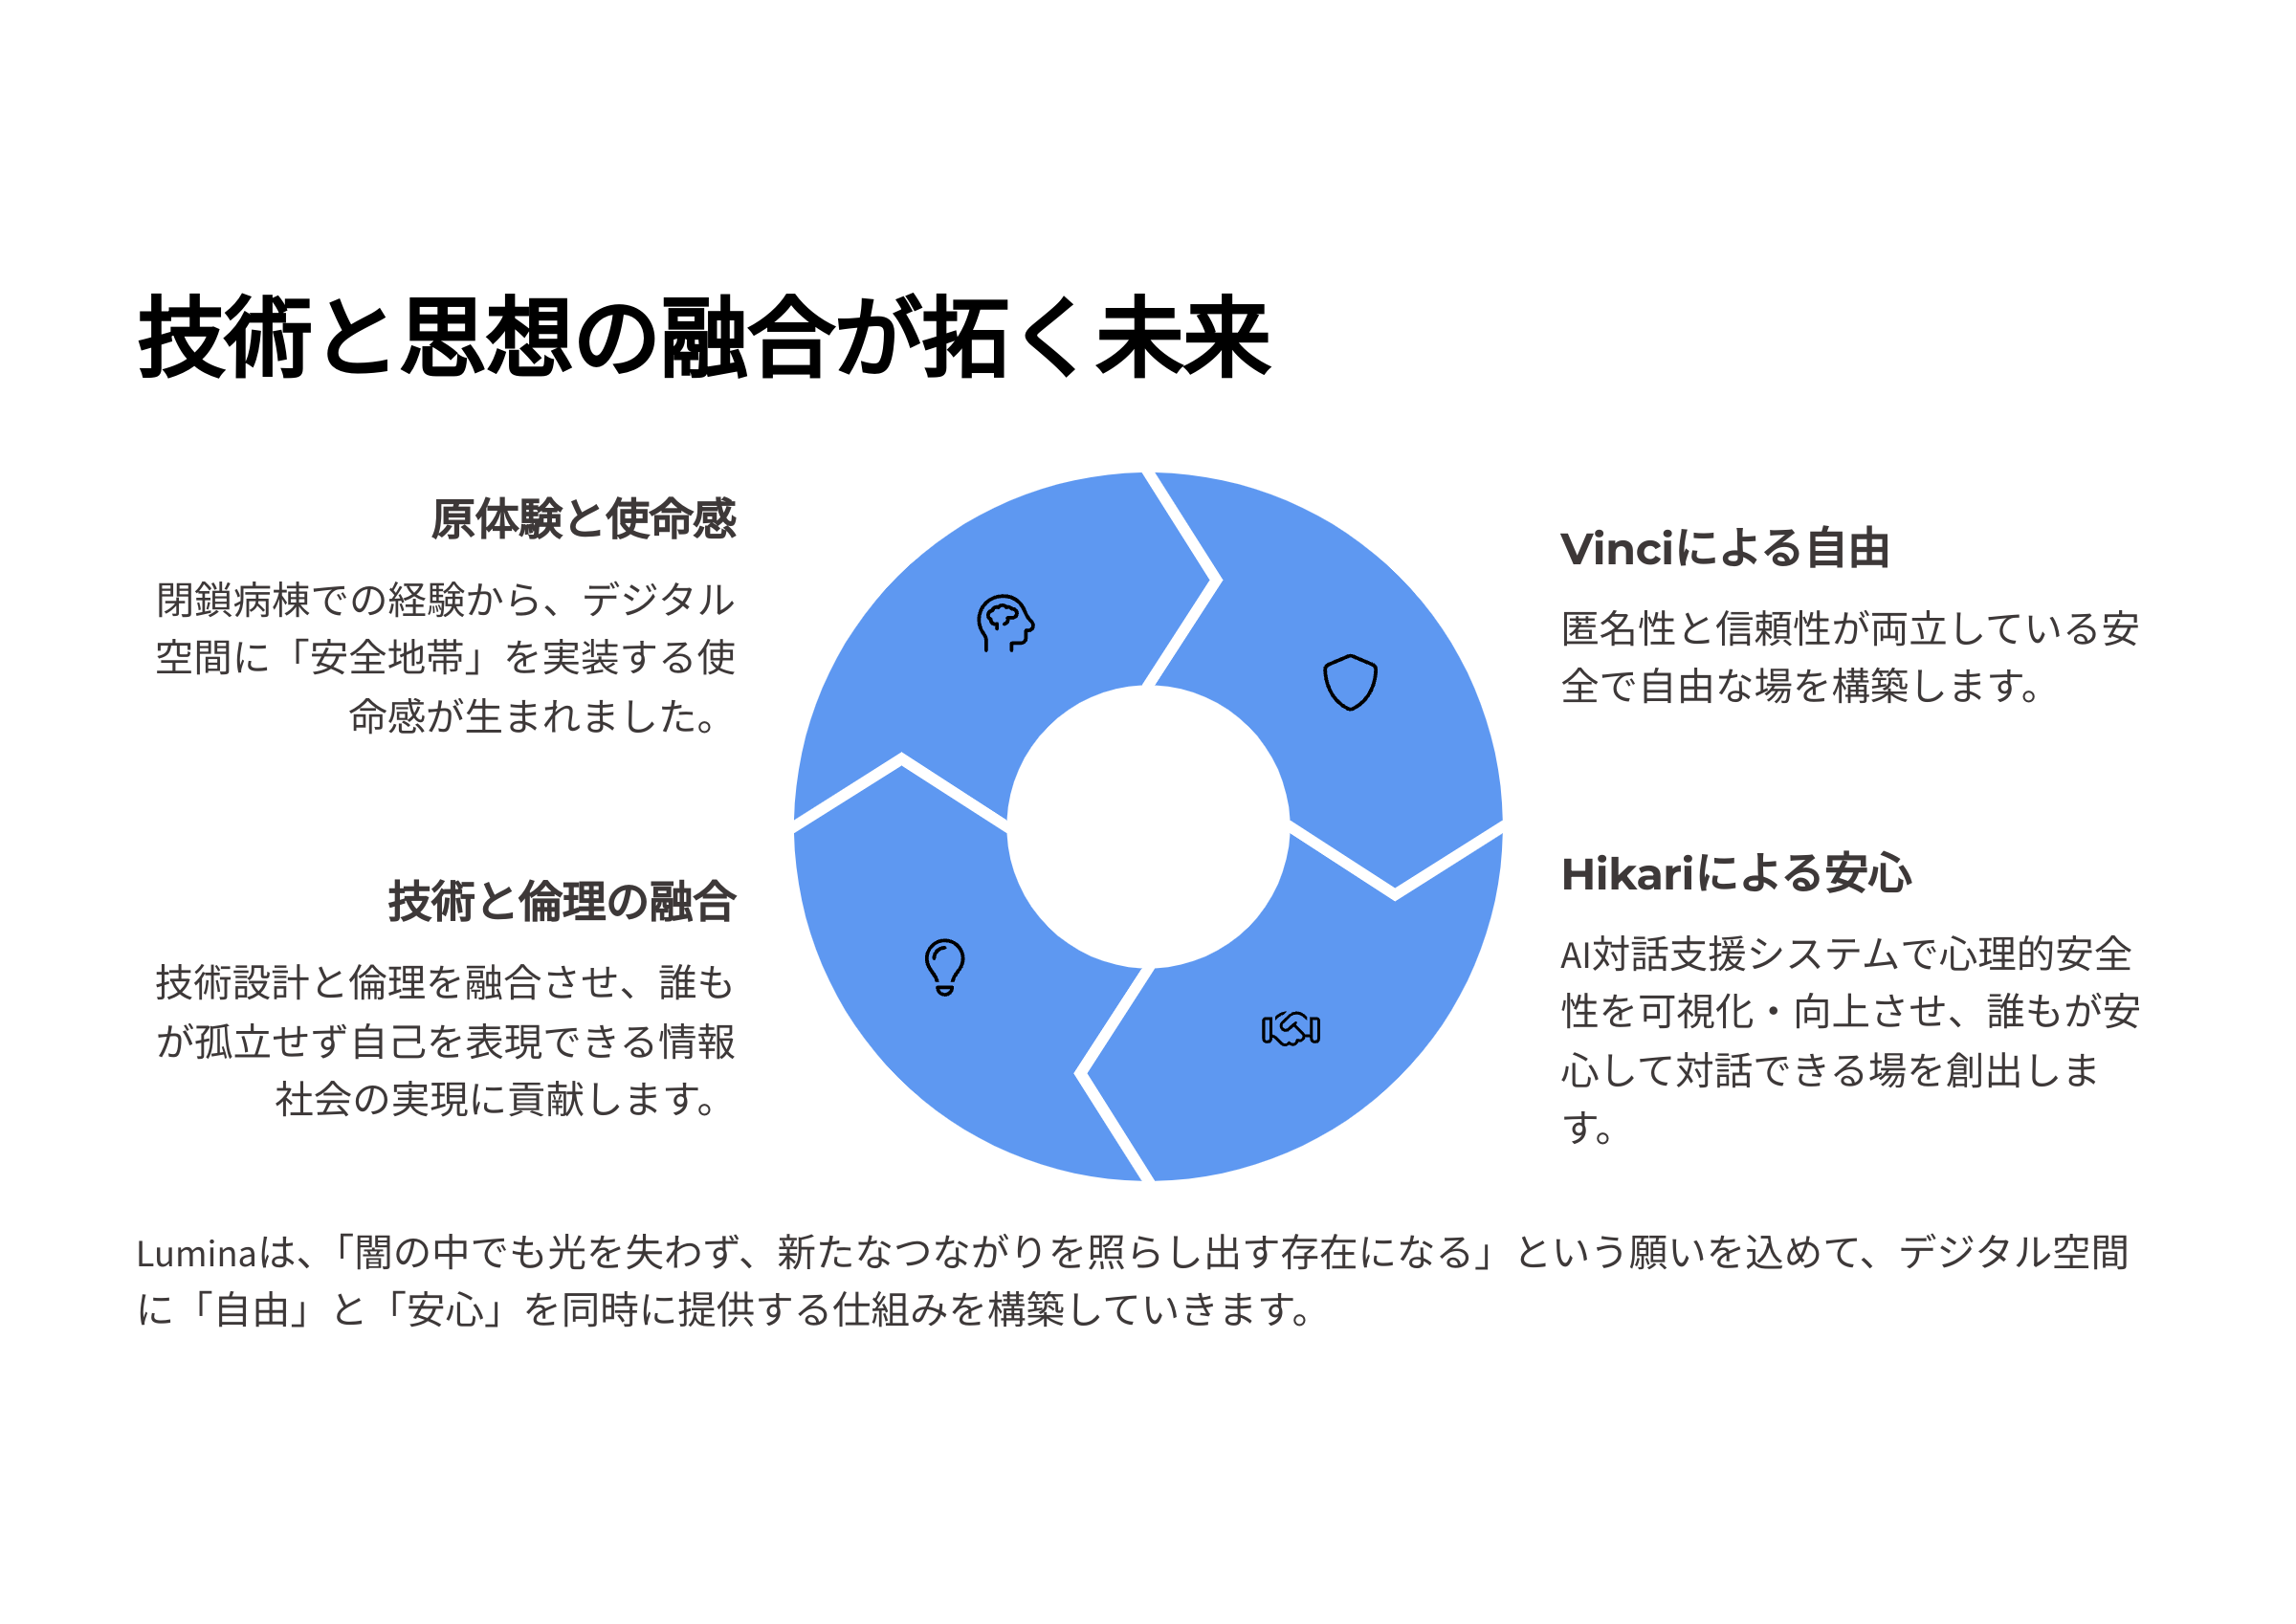 技術と思想の融合が拓く未来
原体験と使命感
閉鎖病棟での経験から、デジタル
空間に「安全地帯」を実装する使
命感が生まれました。
Vinciによる自由
匿名性と信頼性が両立している安
全で自由な場を構築します。
Hikariによる安心
AI対話支援システムで心理的安全
性を可視化・向上させ、誰もが安
心して対話できる場を創出しま
す。
技術と倫理の融合
技術設計と倫理を融合させ、誰も
が孤立せず自己を表現できる情報
社会の実現に貢献します。
Luminaは、「闇の中でも光を失わず、新たなつながりを照らし出す存在になる」という願いを込めて、デジタル空間
に「自由」と「安心」を同時に提供する仕組みを構築していきます。